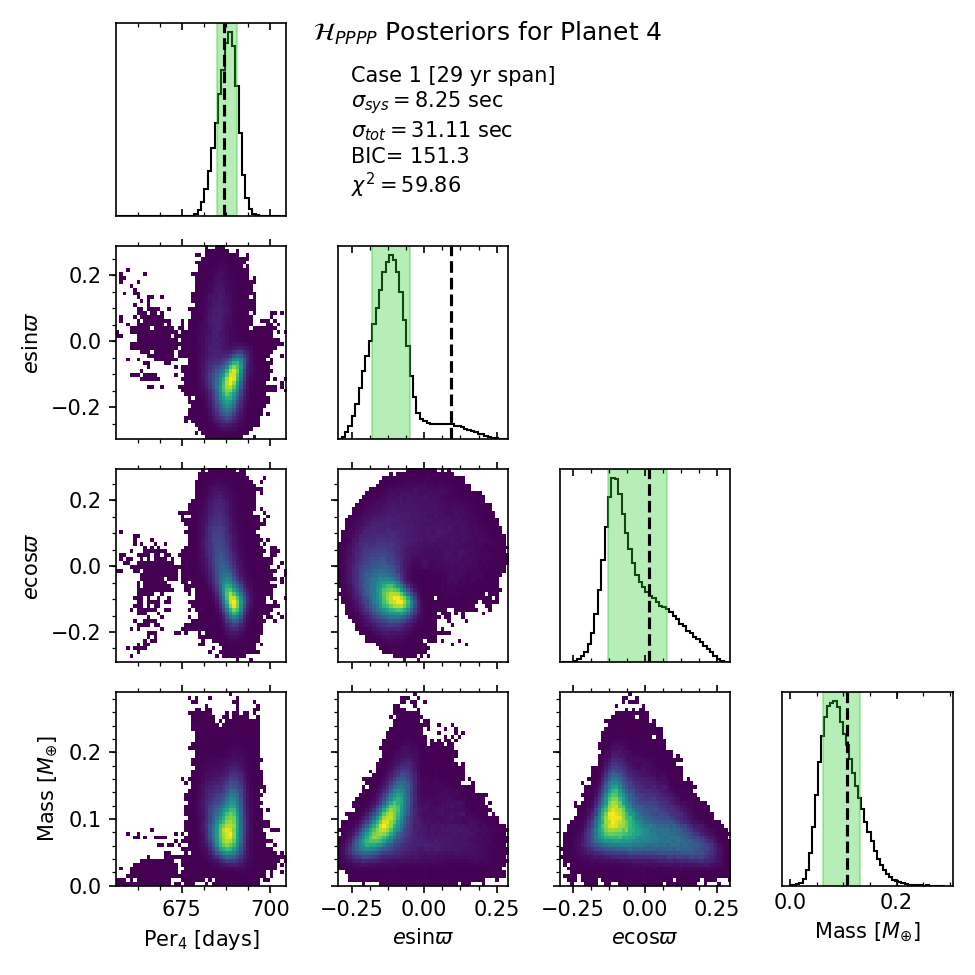 𝓗_PPPP Posteriors for Planet 4
Case 1 [29 yr span]
σ_sys = 8.25 sec
σ_tot = 31.11 sec
BIC= 151.3
χ² = 59.86
0.2
0.0
−0.2
esinϖ
0.2
0.0
−0.2
ecosϖ
0.2
0.1
0.0
Mass [M⊕]
675 700
Per₄ [days]
−0.25 0.00 0.25
esinϖ
−0.25 0.00 0.25
ecosϖ
0.0 0.2
Mass [M⊕]